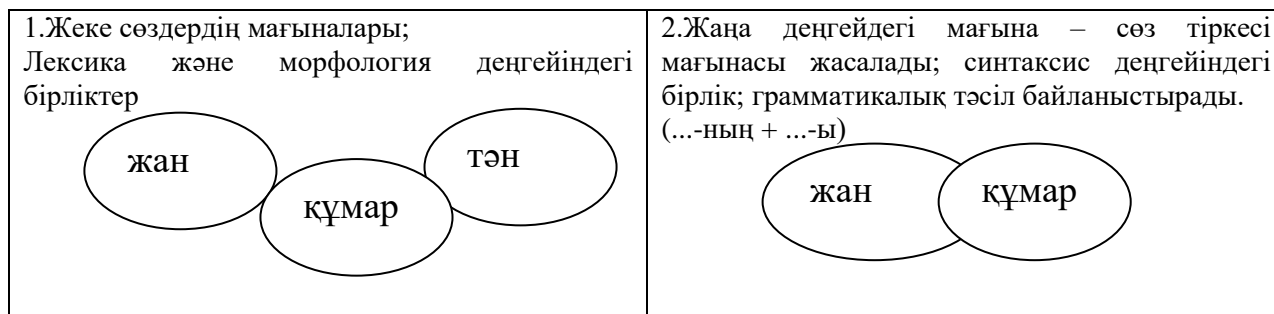 1.Жеке сөздердің мағыналары;
Лексика және морфология деңгейіндегі
бірліктер
жан
құмар
тән
2.Жаңа деңгейдегі мағына – сөз тіркесі
мағынасы жасалады; синтаксис деңгейіндегі
бірлік; грамматикалық тәсіл байланыстырады.
(...-ның + ...-ы)
жан
құмар